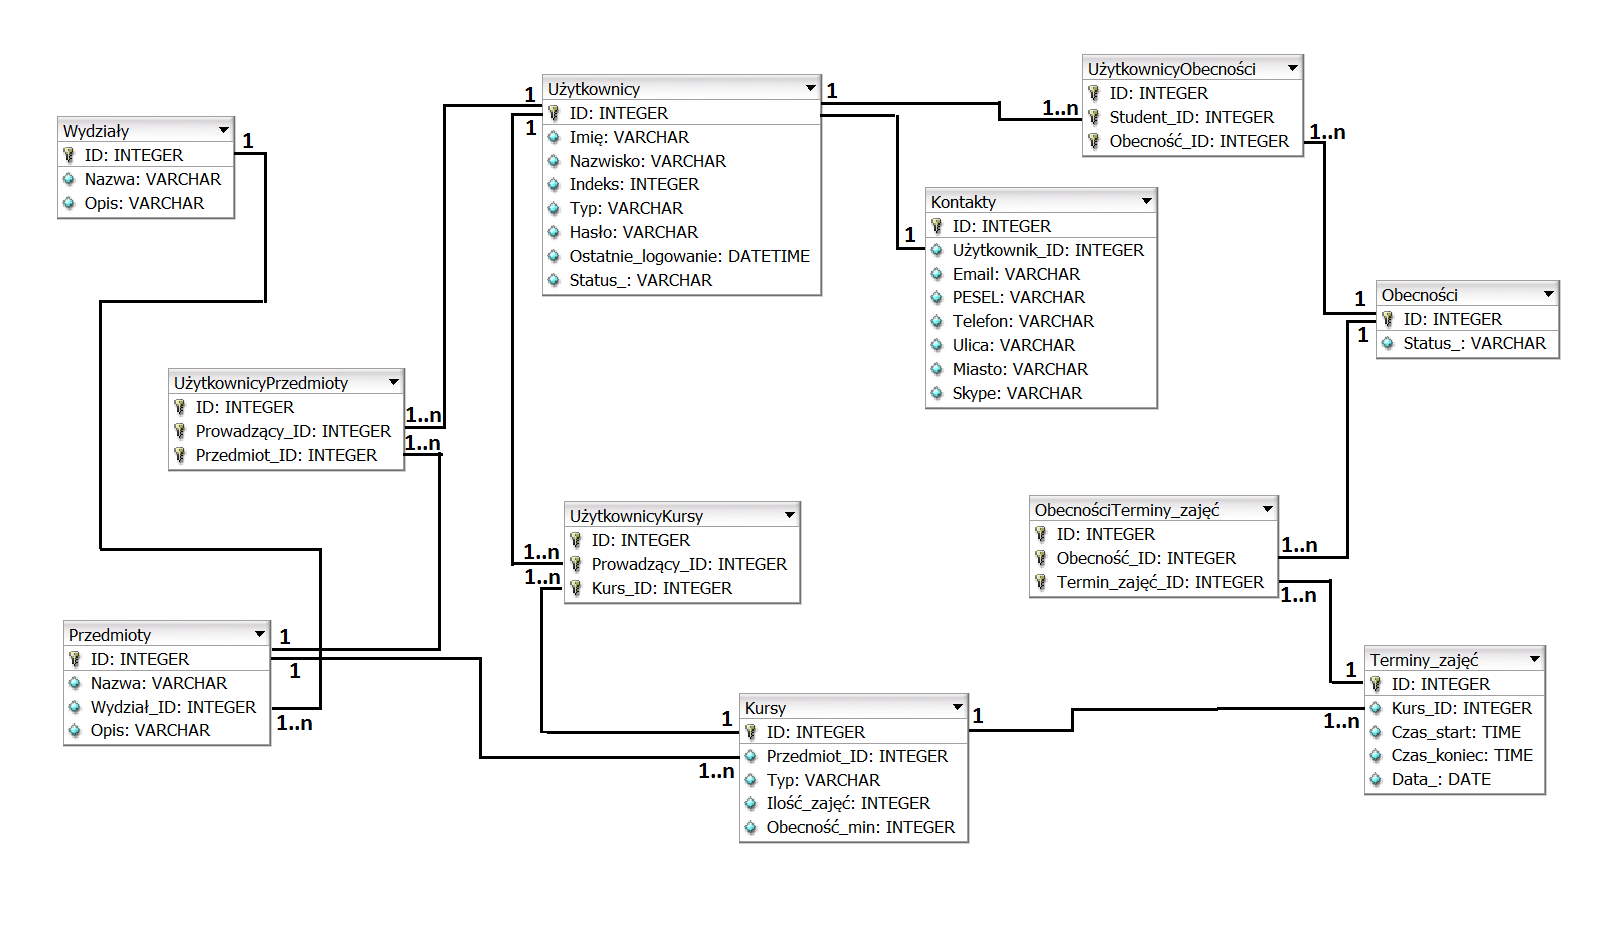 Wydziały
ID: INTEGER
Nazwa: VARCHAR
Opis: VARCHAR
1
Użytkownicy
ID: INTEGER
Imię: VARCHAR
Nazwisko: VARCHAR
Indeks: INTEGER
Typ: VARCHAR
Hasło: VARCHAR
Ostatnie_logowanie: DATETIME
Status_: VARCHAR
1
1
1
UżytkownicyObecności
ID: INTEGER
Student_ID: INTEGER
Obecność_ID: INTEGER
1..n
1..n
Kontakty
ID: INTEGER
Użytkownik_ID: INTEGER
Email: VARCHAR
PESEL: VARCHAR
Telefon: VARCHAR
Ulica: VARCHAR
Miasto: VARCHAR
Skype: VARCHAR
1
Obecności
ID: INTEGER
Status_: VARCHAR
1
1
UżytkownicyPrzedmioty
ID: INTEGER
Prowadzący_ID: INTEGER
Przedmiot_ID: INTEGER
1..n
1..n
UżytkownicyKursy
ID: INTEGER
Prowadzący_ID: INTEGER
Kurs_ID: INTEGER
1..n
1..n
ObecnościTerminy_zajęć
ID: INTEGER
Obecność_ID: INTEGER
Termin_zajęć_ID: INTEGER
1..n
1..n
Przedmioty
ID: INTEGER
Nazwa: VARCHAR
Wydział_ID: INTEGER
Opis: VARCHAR
1
1
1..n
Kursy
ID: INTEGER
Przedmiot_ID: INTEGER
Typ: VARCHAR
Ilość_zajęć: INTEGER
Obecność_min: INTEGER
1
1..n
1
Terminy_zajęć
ID: INTEGER
Kurs_ID: INTEGER
Czas_start: TIME
Czas_koniec: TIME
Data_: DATE
1
1..n